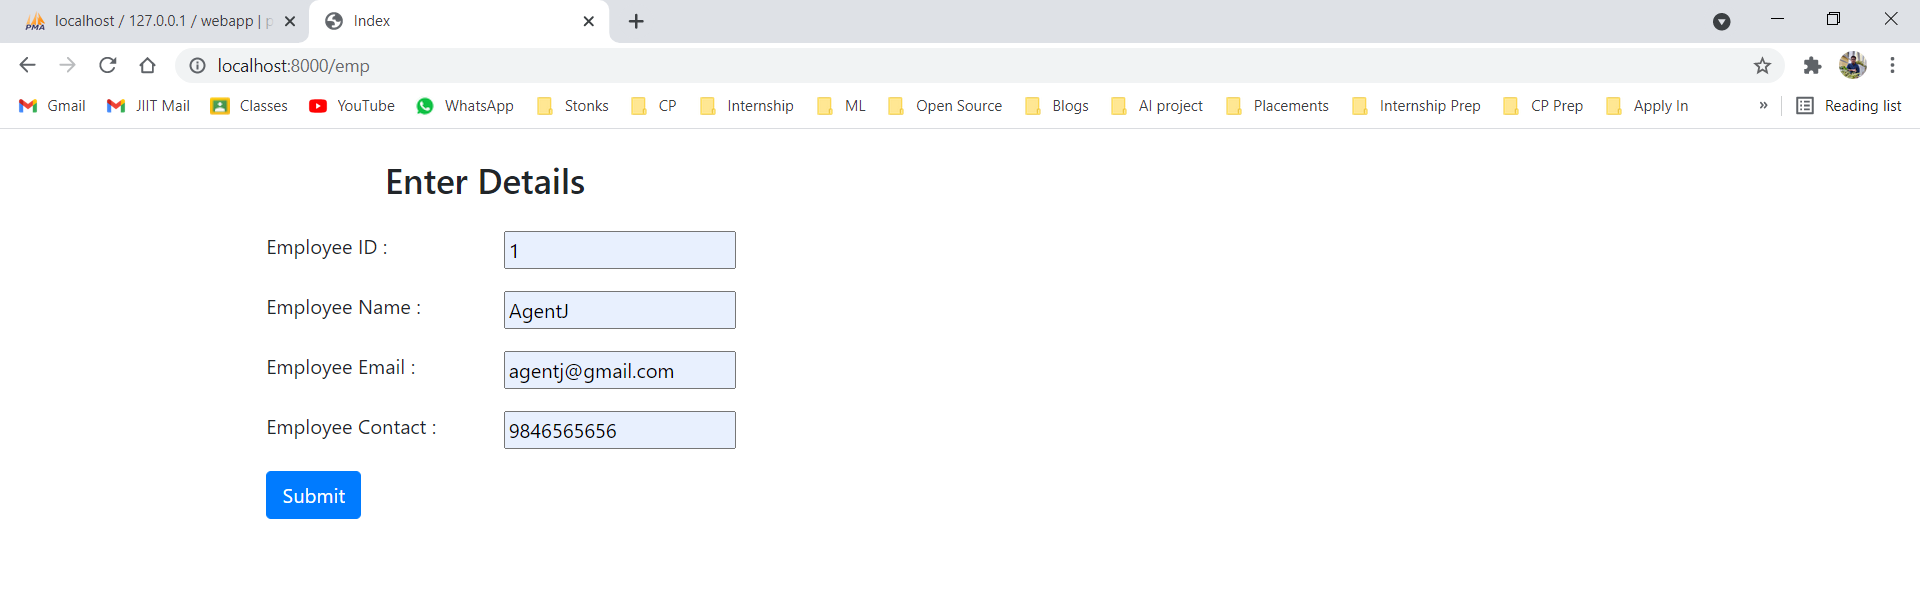 PMA
localhost / 127.0.0.1 / webapp | p
Index
localhost:8000/emp
Gmail JIIT Mail Classes YouTube WhatsApp Stonks CP Internship ML Open Source Blogs AI project Placements Internship Prep CP Prep Apply In » Reading list
Enter Details
Employee ID : 1
Employee Name : AgentJ
Employee Email : agentj@gmail.com
Employee Contact : 9846565656
Submit